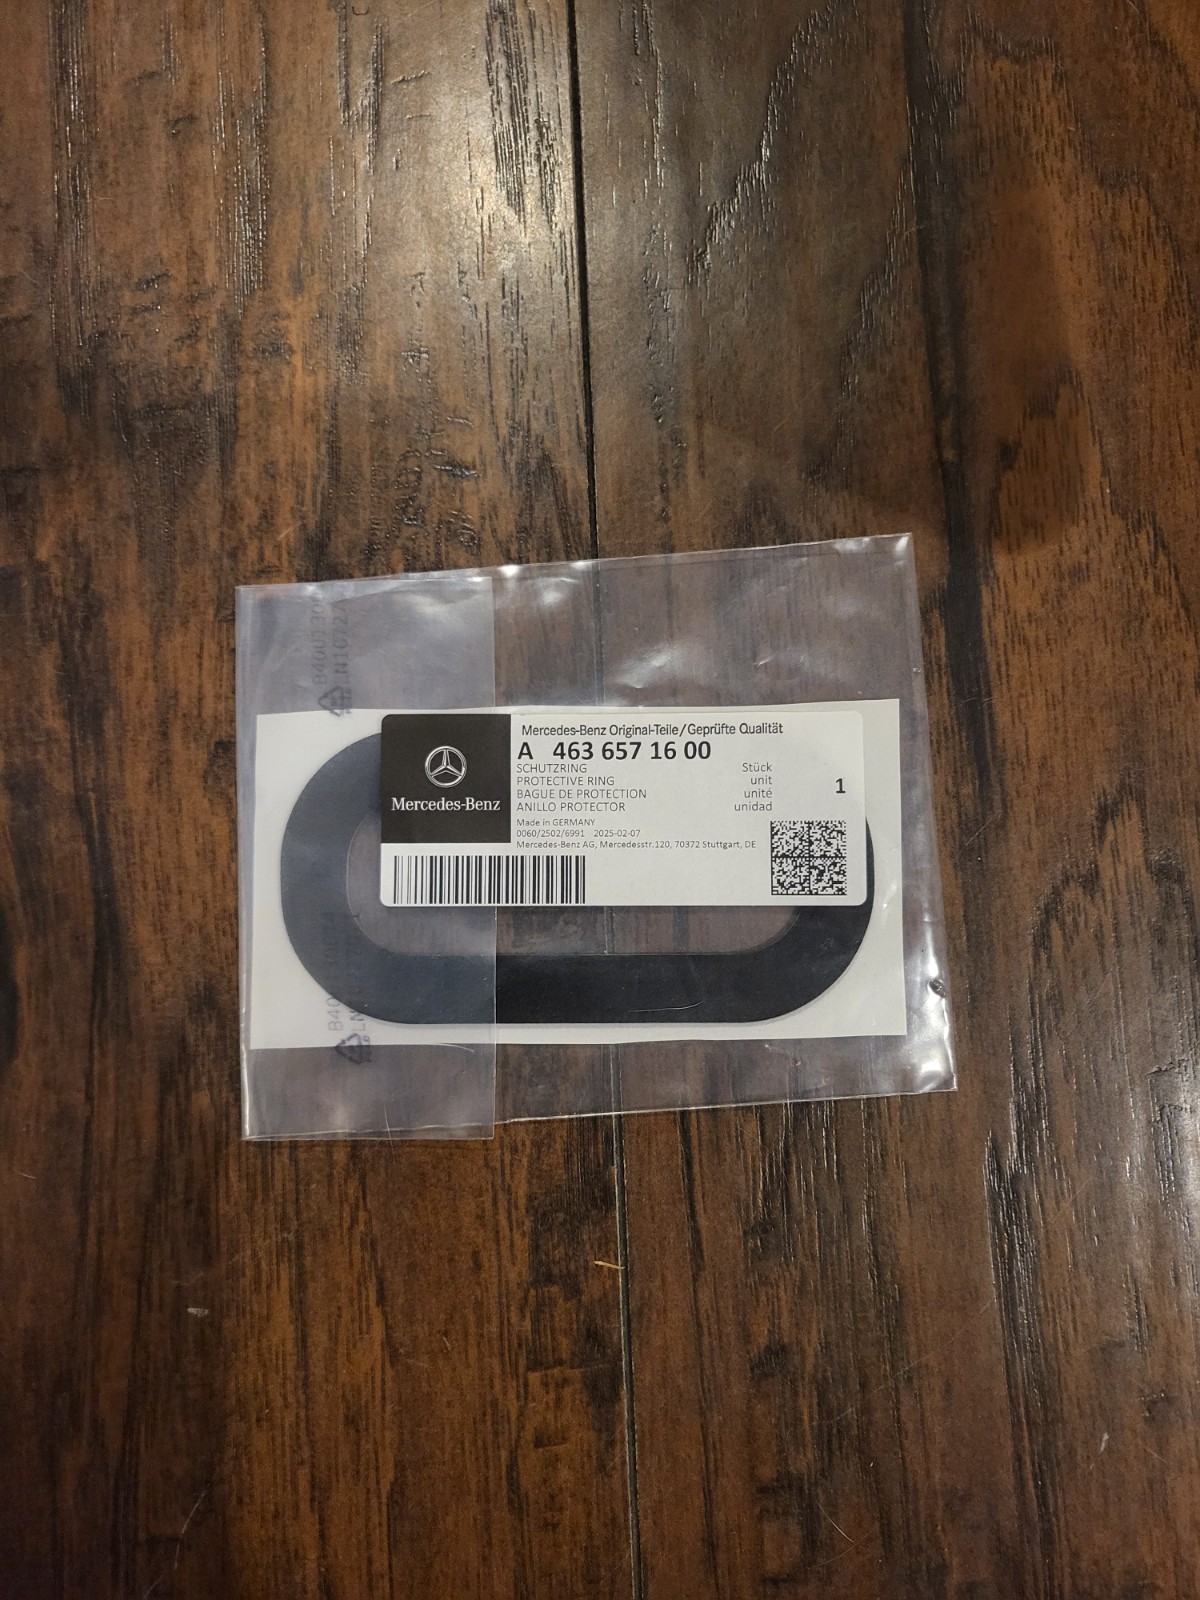 Mercedes-Benz Original-Teile/Geprüfte Qualität
A 463 657 16 00
SCHUTZRING Stück
PROTECTIVE RING unit
BAGUE DE PROTECTION unité 1
ANILLO PROTECTOR unidad
Made in GERMANY
0060/2502/6991 2025-02-07
Mercedes-Benz AG, Mercedesstr.120, 70372 Stuttgart, DE
Mercedes-Benz